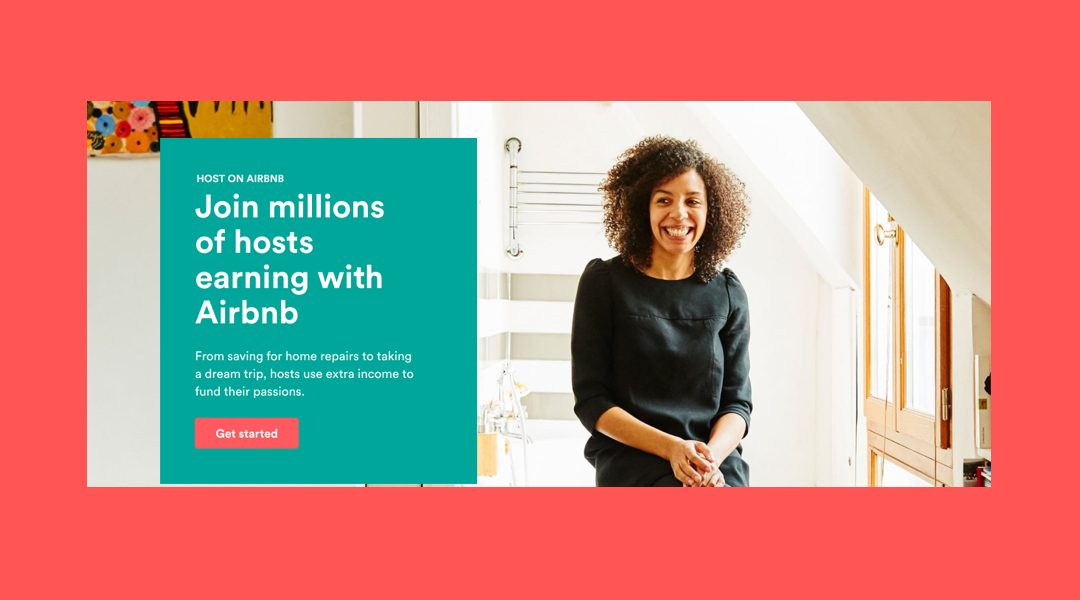 HOST ON AIRBNB
Join millions
of hosts
earning with
Airbnb
From saving for home repairs to taking
a dream trip, hosts use extra income to
fund their passions.
Get started